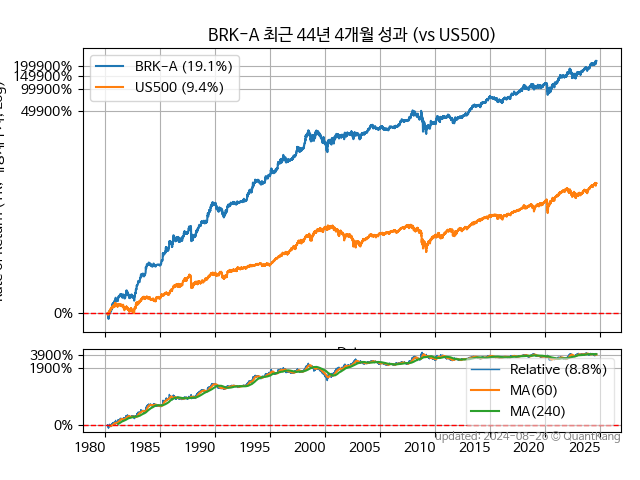 BRK-A 최근 44년 4개월 성과 (vs US500)
BRK-A (19.1%)
US500 (9.4%)
199900%
149900%
99900%
49900%
0%
3900%
1900%
0%
Relative (8.8%)
MA(60)
MA(240)
1980 1985 1990 1995 2000 2005 2010 2015 2020 2025
updated: 2024-08-26 © QuantHang